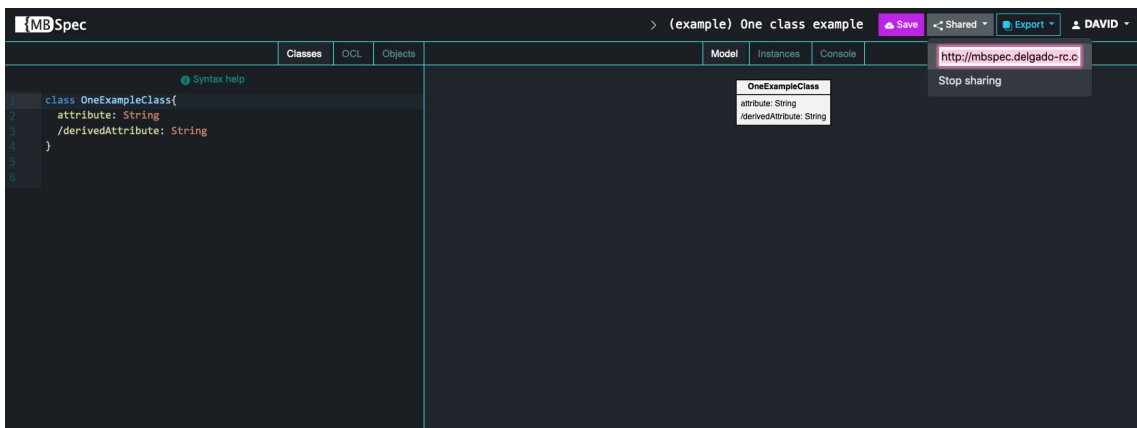 {MB}Spec
> (example) One class example
Save
Shared
Export
DAVID
http://mbspec.delgado-rc.c
Stop sharing
Classes OCL Objects
Model Instances Console
Syntax help
1 class OneExampleClass{
2 attribute: String
3 /derivedAttribute: String
4 }
5
6
OneExampleClass
attribute: String
/derivedAttribute: String